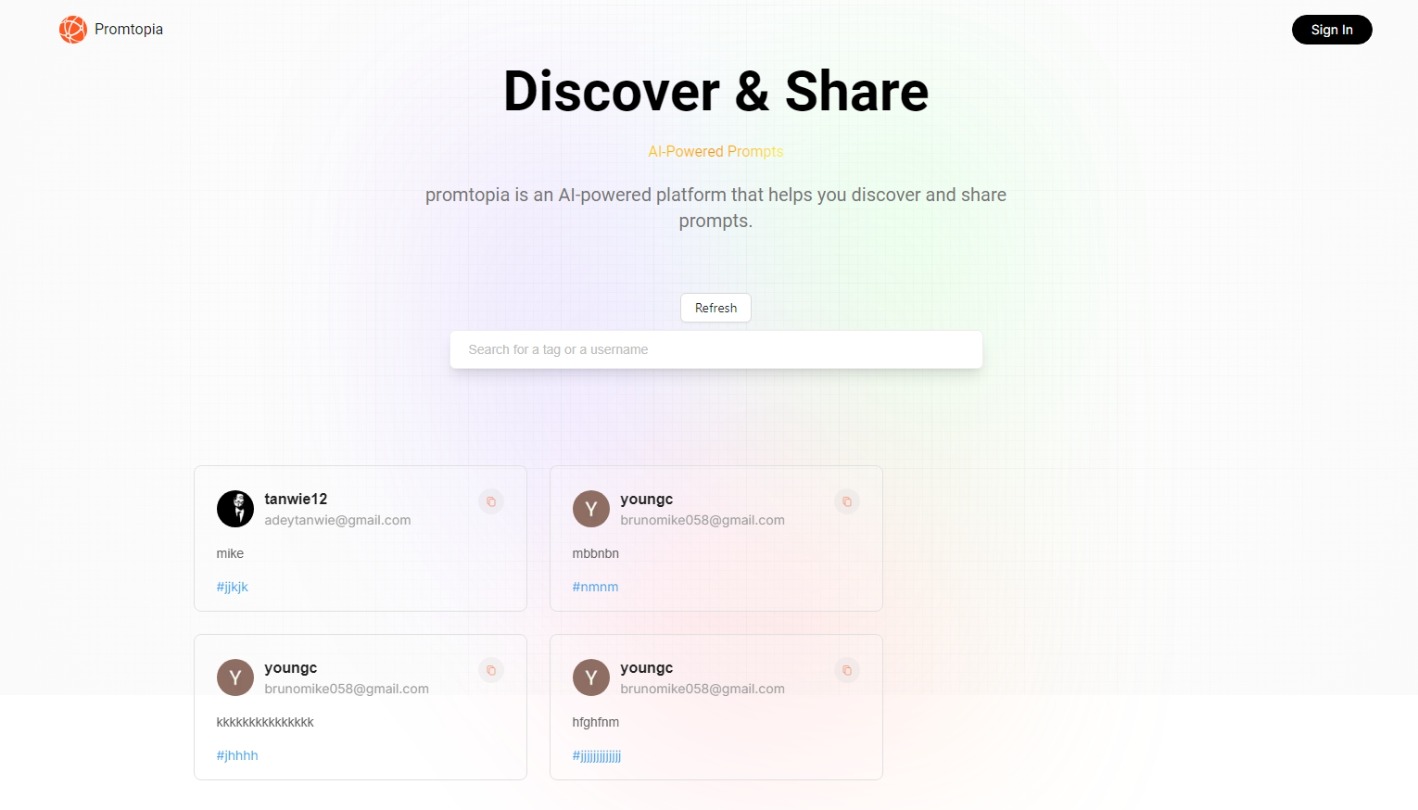 Promtopia
Sign In
Discover & Share
AI-Powered Prompts
promtopia is an AI-powered platform that helps you discover and share
prompts.
Refresh
Search for a tag or a username
tanwie12
adeytanwie@gmail.com
mike
#jjkjk
Y
youngc
brunomike058@gmail.com
mbbnbn
#nmnm
Y
youngc
brunomike058@gmail.com
kkkkkkkkkkkkkkk
#jhhhh
Y
youngc
brunomike058@gmail.com
hfghfnm
#jjjjjjjjjjjjj